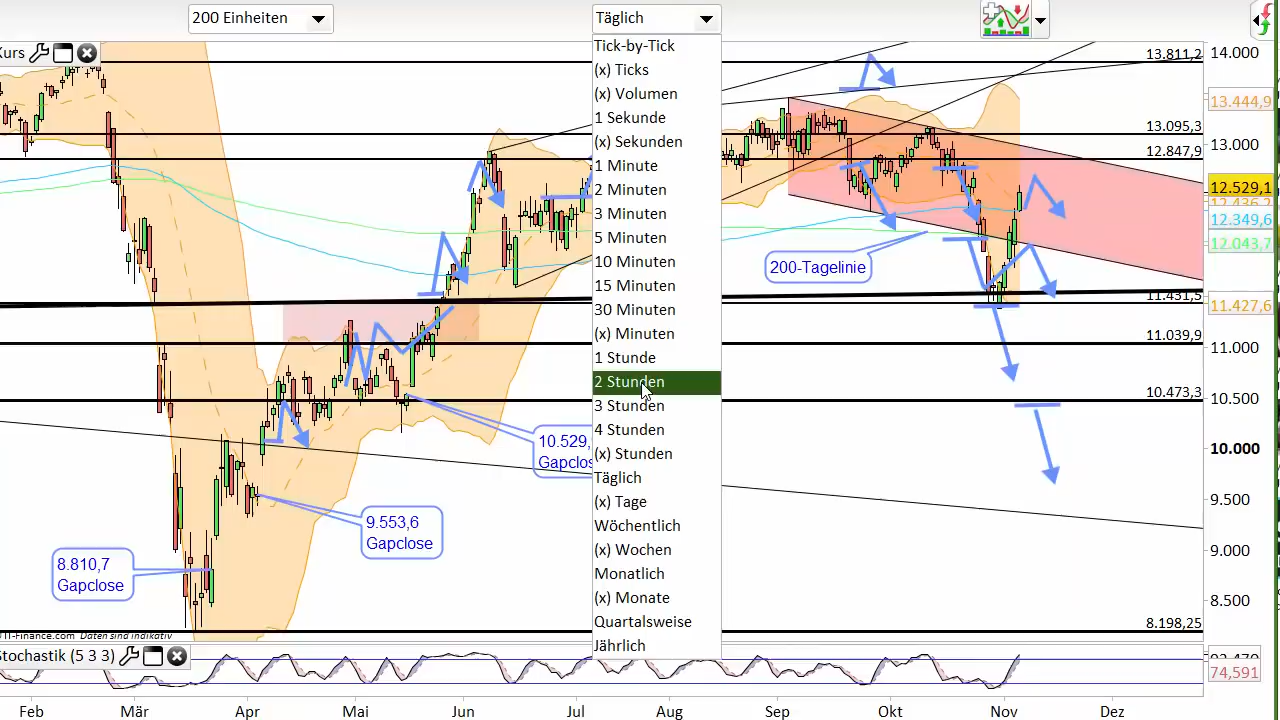 200 Einheiten
Täglich
Kurs
Tick-by-Tick
(x) Ticks
(x) Volumen
1 Sekunde
(x) Sekunden
1 Minute
2 Minuten
3 Minuten
5 Minuten
10 Minuten
15 Minuten
30 Minuten
(x) Minuten
1 Stunde
2 Stunden
3 Stunden
4 Stunden
(x) Stunden
Täglich
(x) Tage
Wöchentlich
(x) Wochen
Monatlich
(x) Monate
Quartalsweise
Jährlich
200-Tagelinie
10.529,
Gapclos
9.553,6
Gapclose
8.810,7
Gapclose
13.811,2
13.095,3
12.847,9
11.431,5
11.039,9
10.473,3
8.198,25
14.000
13.444,9
13.000
12.529,1
12.436,2
12.349,6
12.043,7
11.427,6
11.000
10.500
10.000
9.500
9.000
8.500
IT-Finance.com Daten sind indikativ
Stochastik (5 3 3)
74,591
Feb
Mär
Apr
Mai
Jun
Jul
Aug
Sep
Okt
Nov
Dez